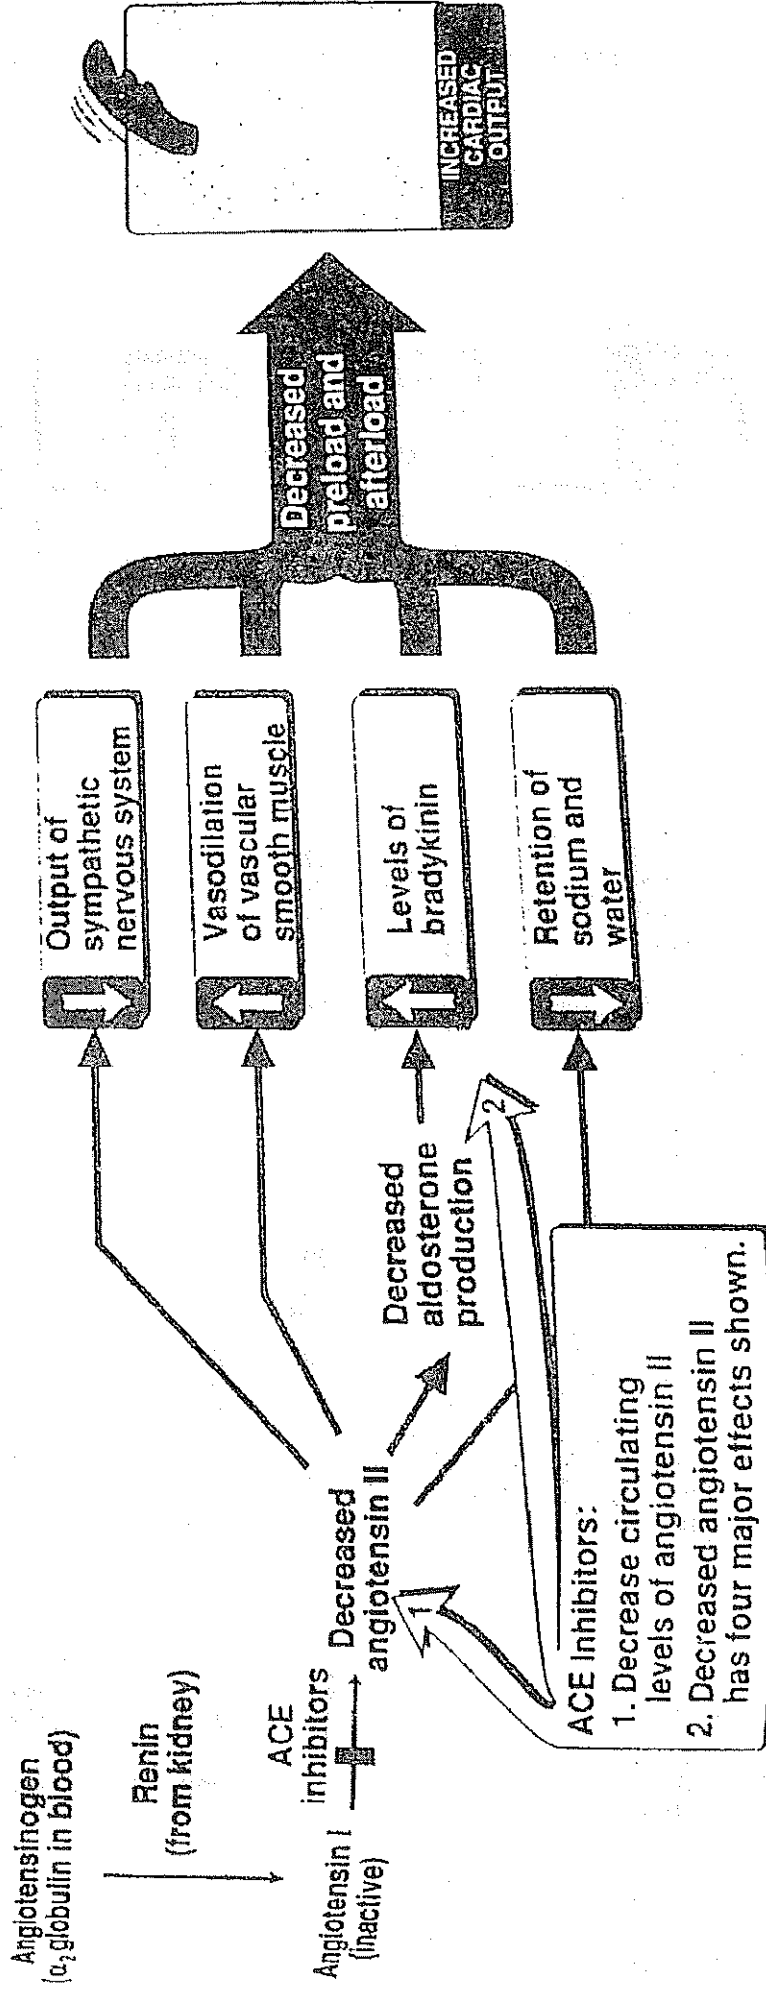 Angiotensinogen
(α₂globulin in blood)
Renin
(from kidney)
Angiotensin I
(inactive)
ACE
inhibitors
Decreased
angiotensin II
Decreased
aldosterone
production
Output of
sympathetic
nervous system
Vasodilation
of vascular
smooth muscle
Levels of
bradykinin
Retention of
sodium and
water
Decreased
preload and
afterload
INCREASED
CARDIAC
OUTPUT
1
2
ACE Inhibitors:
1. Decrease circulating
levels of angiotensin II
2. Decreased angiotensin II
has four major effects shown.